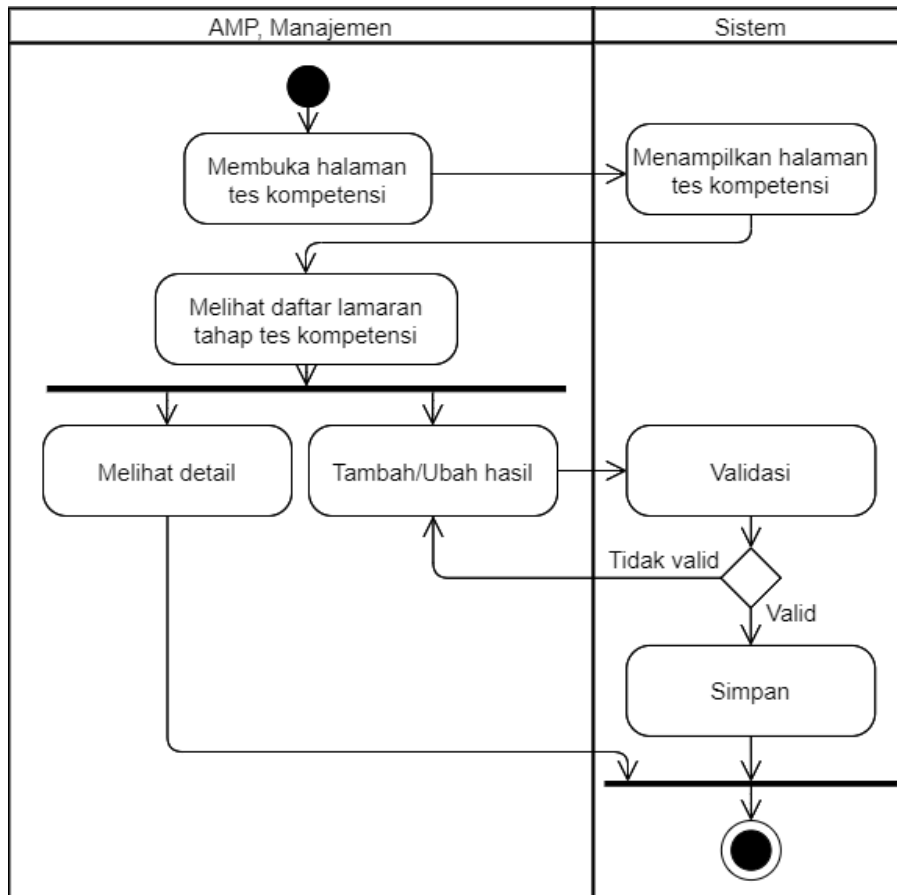 AMP, Manajemen
Sistem
Membuka halaman
tes kompetensi
Menampilkan halaman
tes kompetensi
Melihat daftar lamaran
tahap tes kompetensi
Melihat detail
Tambah/Ubah hasil
Validasi
Tidak valid
Valid
Simpan